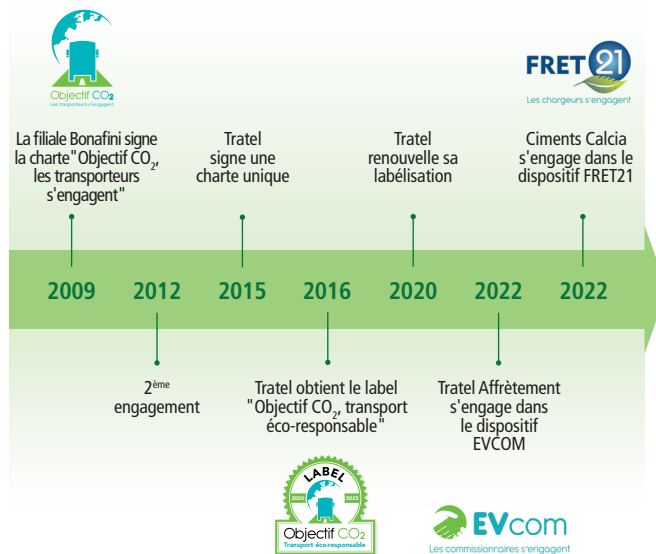 Objectif CO2
Les transporteurs s'engagent
FRET 21
Les chargeurs s'engagent
La filiale Bonafini signe
la charte "Objectif CO2,
les transporteurs
s'engagent"
Tratel
signe une
charte unique
Tratel
renouvelle sa
labélisation
Ciments Calcia
s'engage dans le
dispositif FRET21
2009
2012
2015
2016
2020
2022
2022
2ème
engagement
Tratel obtient le label
"Objectif CO2, transport
éco-responsable"
Tratel Affrètement
s'engage dans
le dispositif
EVCOM
LABEL
2020
2022
Objectif CO2
Transport éco-responsable
EVcom
Les commissionnaires s'engagent